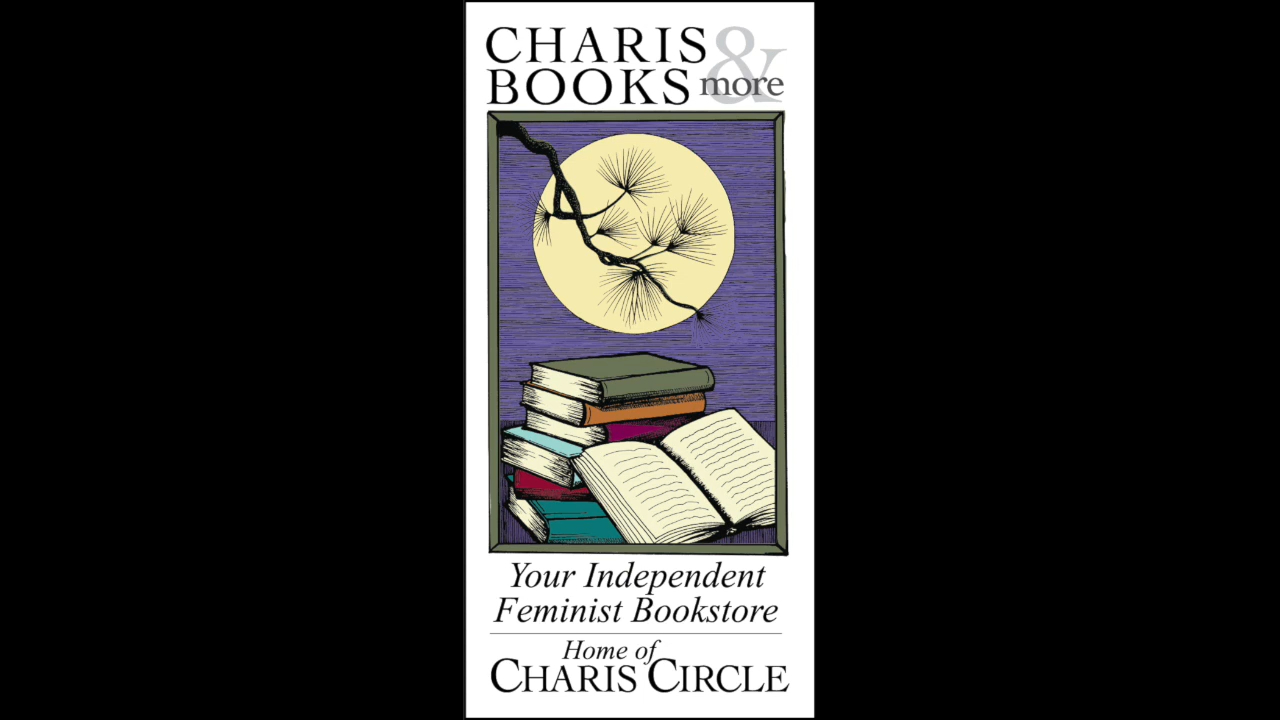 CHARIS &
BOOKS more
Your Independent
Feminist Bookstore
Home of
CHARIS CIRCLE